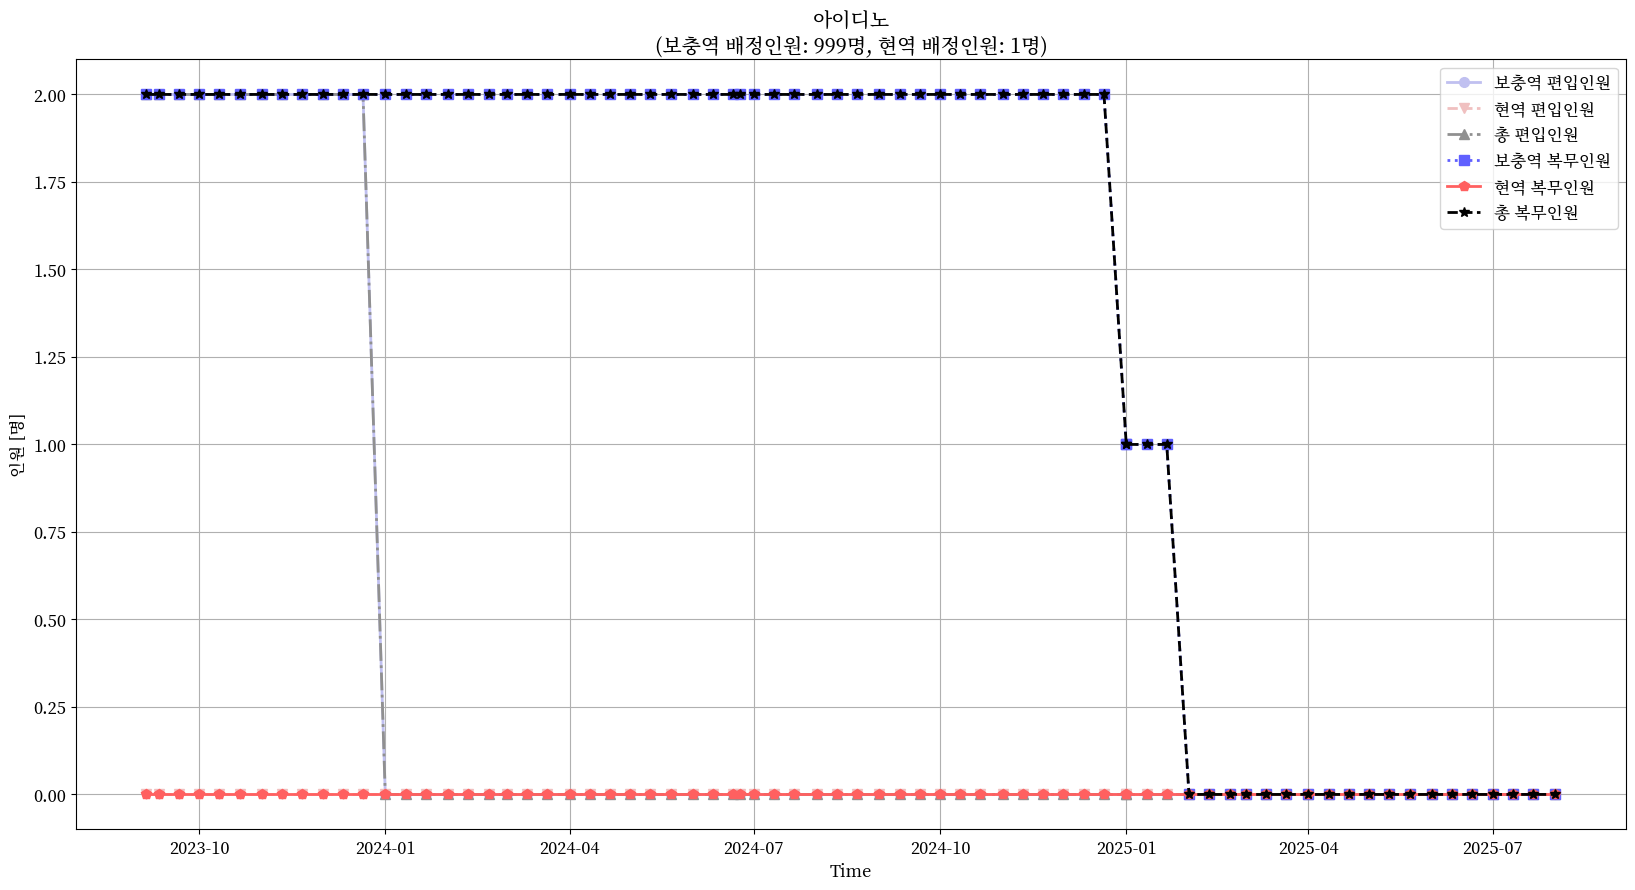 아이디노
(보충역 배정인원: 999명, 현역 배정인원: 1명)
보충역 편입인원
현역 편입인원
총 편입인원
보충역 복무인원
현역 복무인원
총 복무인원
인원 [명]
2.00
1.75
1.50
1.25
1.00
0.75
0.50
0.25
0.00
2023-10 2024-01 2024-04 2024-07 2024-10 2025-01 2025-04 2025-07
Time